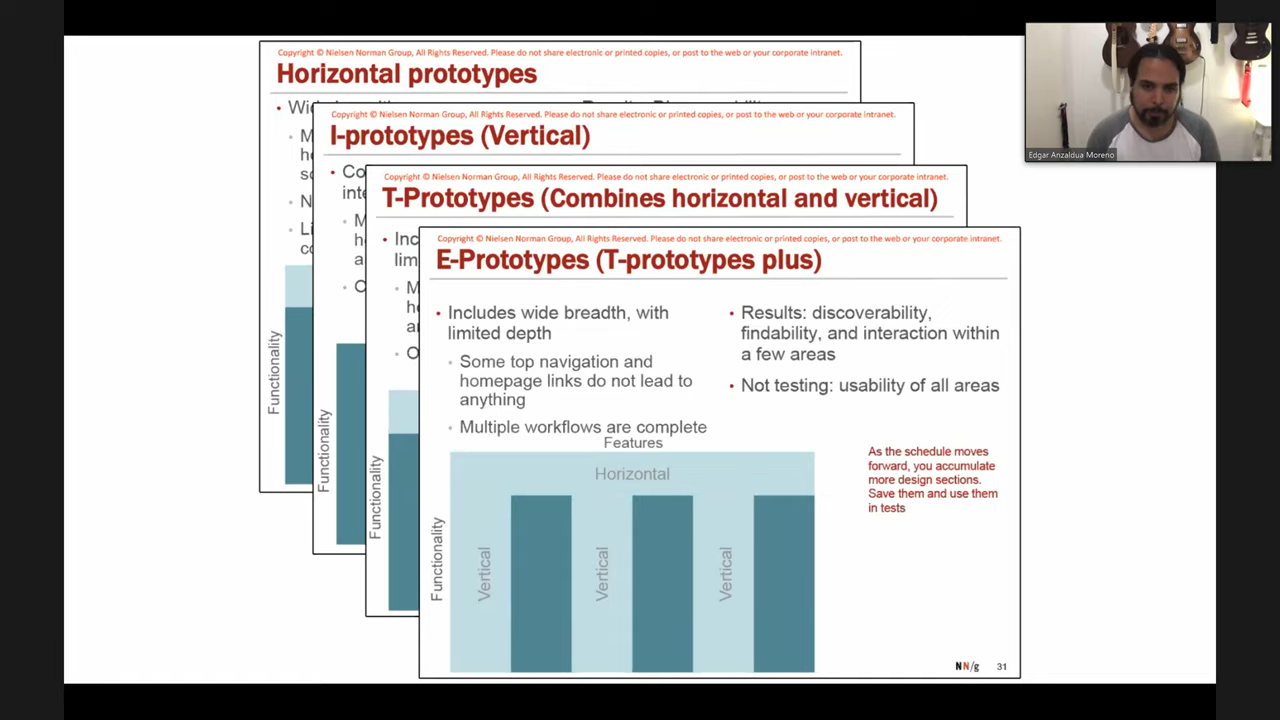 Copyright © Nielsen Norman Group, All Rights Reserved. Please do not share electronic or printed copies, or post to the web or your corporate intranet.
Horizontal prototypes
Copyright © Nielsen Norman Group, All Rights Reserved. Please do not share electronic or printed copies, or post to the web or your corporate intranet.
I-prototypes (Vertical)
Copyright © Nielsen Norman Group, All Rights Reserved. Please do not share electronic or printed copies, or post to the web or your corporate intranet.
T-Prototypes (Combines horizontal and vertical)
Copyright © Nielsen Norman Group, All Rights Reserved. Please do not share electronic or printed copies, or post to the web or your corporate intranet.
E-Prototypes (T-prototypes plus)
• Includes wide breadth, with
limited depth
• Some top navigation and
homepage links do not lead to
anything
• Multiple workflows are complete
• Results: discoverability,
findability, and interaction within
a few areas
• Not testing: usability of all areas
Features
Horizontal
Vertical
Vertical
Vertical
Functionality
Functionality
Functionality
Functionality
As the schedule moves
forward, you accumulate
more design sections.
Save them and use them
in tests
NN/g 31
Edgar Anzaldua Moreno